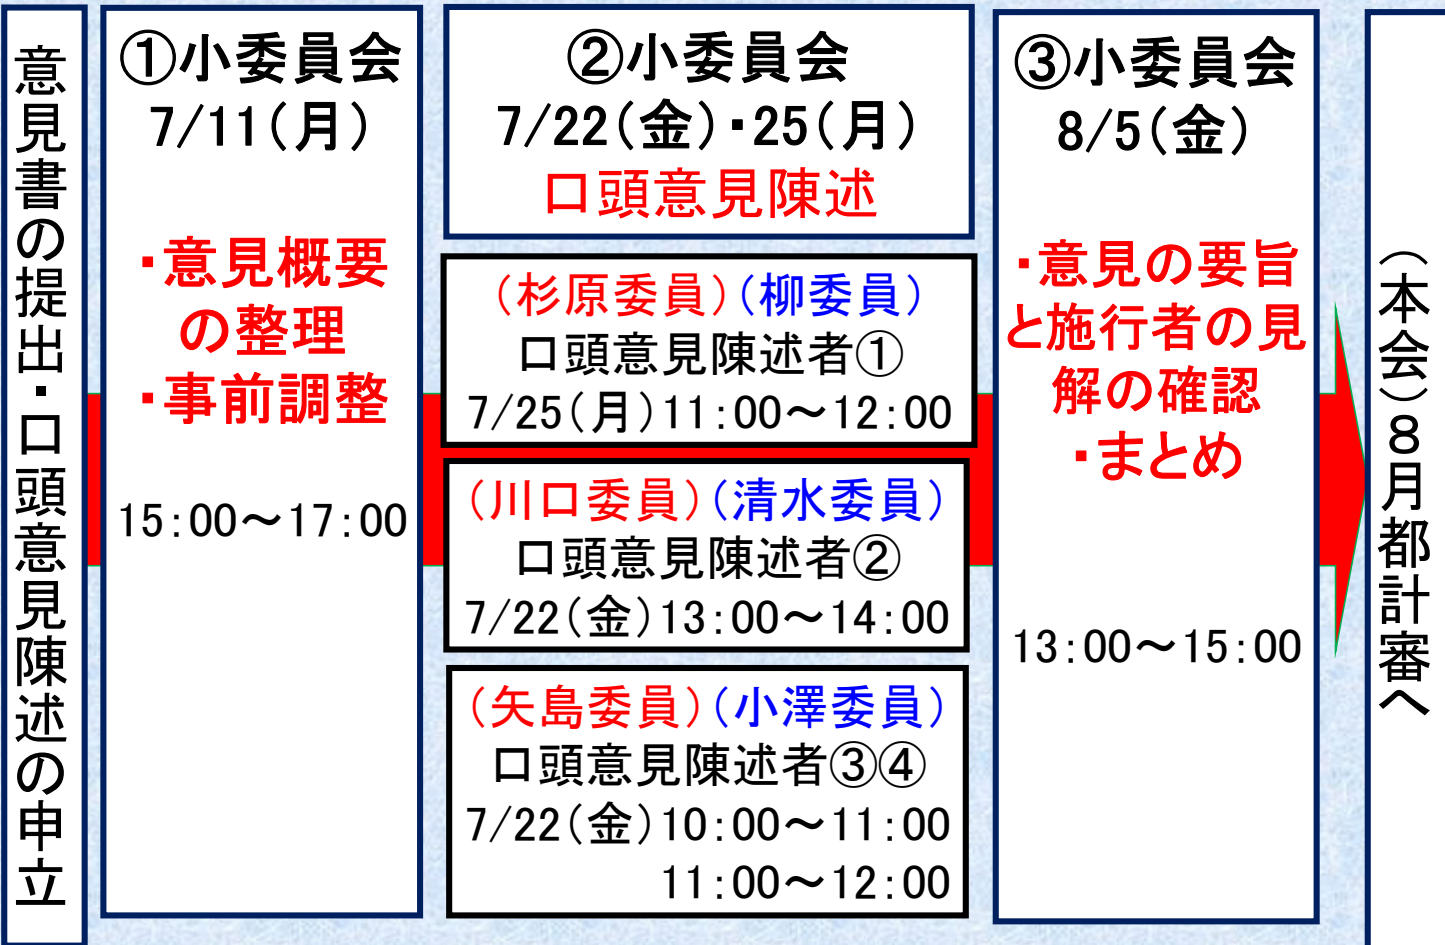 意見書の提出・口頭意見陳述の申立
①小委員会
7/11(月)
・意見概要
の整理
・事前調整
15:00～17:00
②小委員会
7/22(金)・25(月)
口頭意見陳述
(杉原委員)(柳委員)
口頭意見陳述者①
7/25(月)11:00～12:00
(川口委員)(清水委員)
口頭意見陳述者②
7/22(金)13:00～14:00
(矢島委員)(小澤委員)
口頭意見陳述者③④
7/22(金)10:00～11:00
11:00～12:00
③小委員会
8/5(金)
・意見の要旨
と施行者の見
解の確認
・まとめ
13:00～15:00
(本会)8月都計審へ